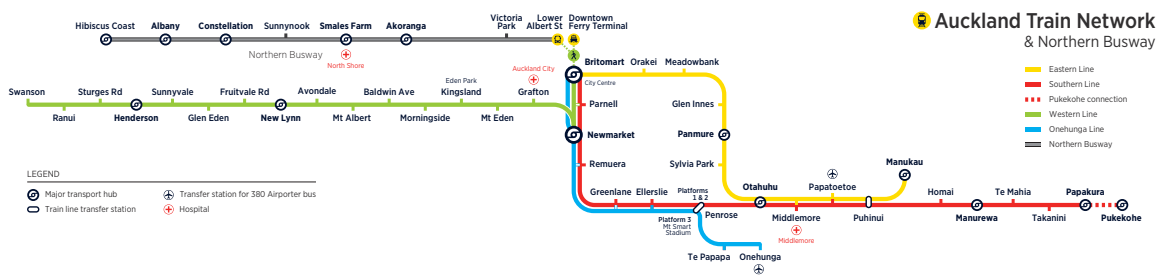 Auckland Train Network
& Northern Busway
Hibiscus Coast
Albany
Constellation
Sunnynook
Smales Farm
Akoranga
Victoria
Park
Lower
Albert St
Downtown
Ferry Terminal
Northern Busway
North Shore
Eastern Line
Southern Line
Pukekohe connection
Western Line
Onehunga Line
Northern Busway
Britomart
City Centre
Orakei
Meadowbank
Auckland City
Swanson
Sturges Rd
Sunnyvale
Fruitvale Rd
Avondale
Baldwin Ave
Eden Park
Kingsland
Grafton
Ranui
Henderson
Glen Eden
New Lynn
Mt Albert
Morningside
Mt Eden
Parnell
Newmarket
Remuera
Glen Innes
Panmure
Sylvia Park
Greenlane
Ellerslie
Platforms
1 & 2
Penrose
Platform 3
Mt Smart
Stadium
Te Papapa
Onehunga
Otahuhu
Papatoetoe
Manukau
Middlemore
Middlemore
Puhinui
Homai
Manurewa
Te Mahia
Takanini
Papakura
Pukekohe
LEGEND
Major transport hub
Transfer station for 380 Airporter bus
Train line transfer station
Hospital